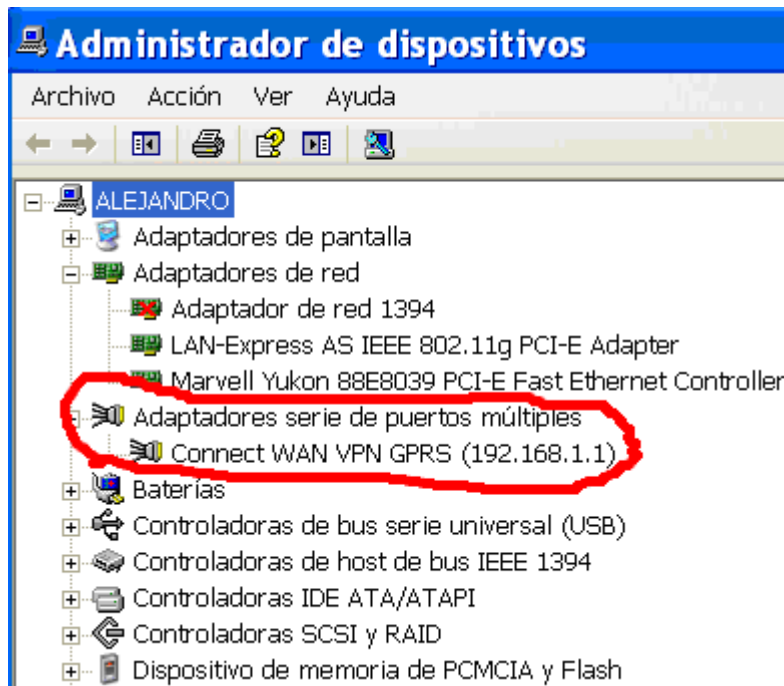 Administrador de dispositivos
Archivo Acción Ver Ayuda
ALEJANDRO
Adaptadores de pantalla
Adaptadores de red
Adaptador de red 1394
LAN-Express AS IEEE 802.11g PCI-E Adapter
Marvell Yukon 88E8039 PCI-E Fast Ethernet Controller
Adaptadores serie de puertos múltiples
Connect WAN VPN GPRS (192.168.1.1)
Baterías
Controladoras de bus serie universal (USB)
Controladoras de host de bus IEEE 1394
Controladoras IDE ATA/ATAPI
Controladoras SCSI y RAID
Dispositivo de memoria de PCMCIA y Flash